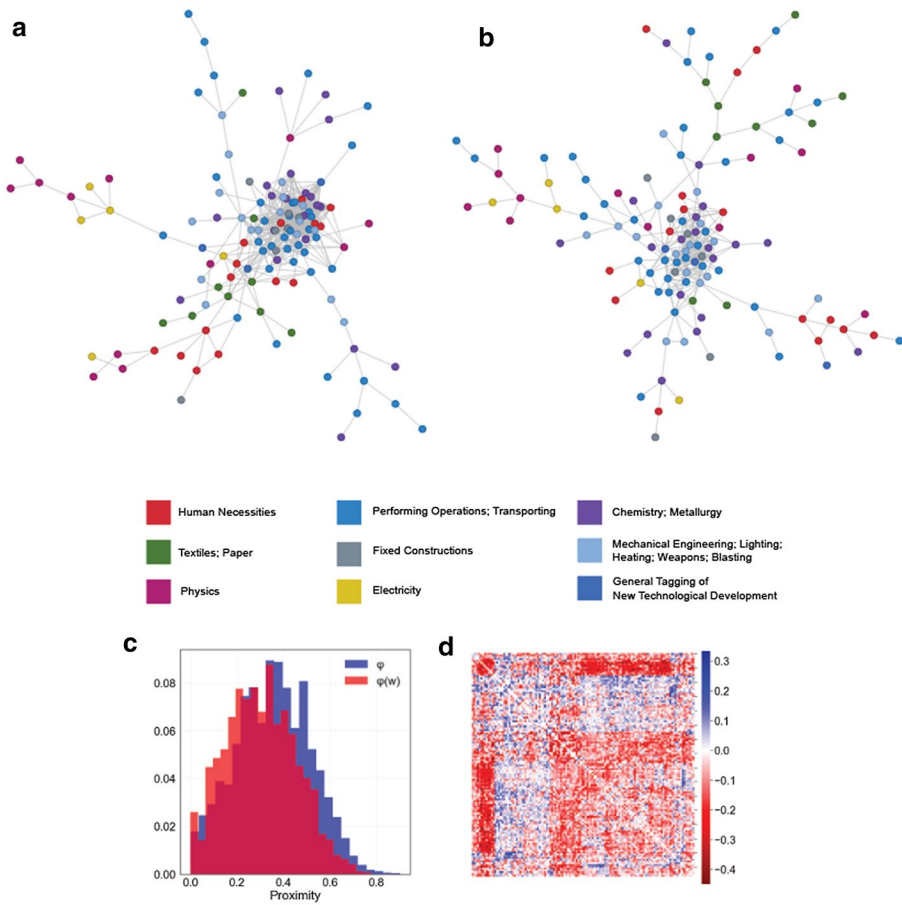 a
b
Human Necessities
Performing Operations; Transporting
Chemistry; Metallurgy
Textiles; Paper
Fixed Constructions
Mechanical Engineering; Lighting;
Heating; Weapons; Blasting
Physics
Electricity
General Tagging of
New Technological Development
c
d
φ
φ(w)
0.08
0.06
0.04
0.02
0.00
0.0 0.2 0.4 0.6 0.8
Proximity
0.3
0.2
0.1
0.0
−0.1
−0.2
−0.3
−0.4